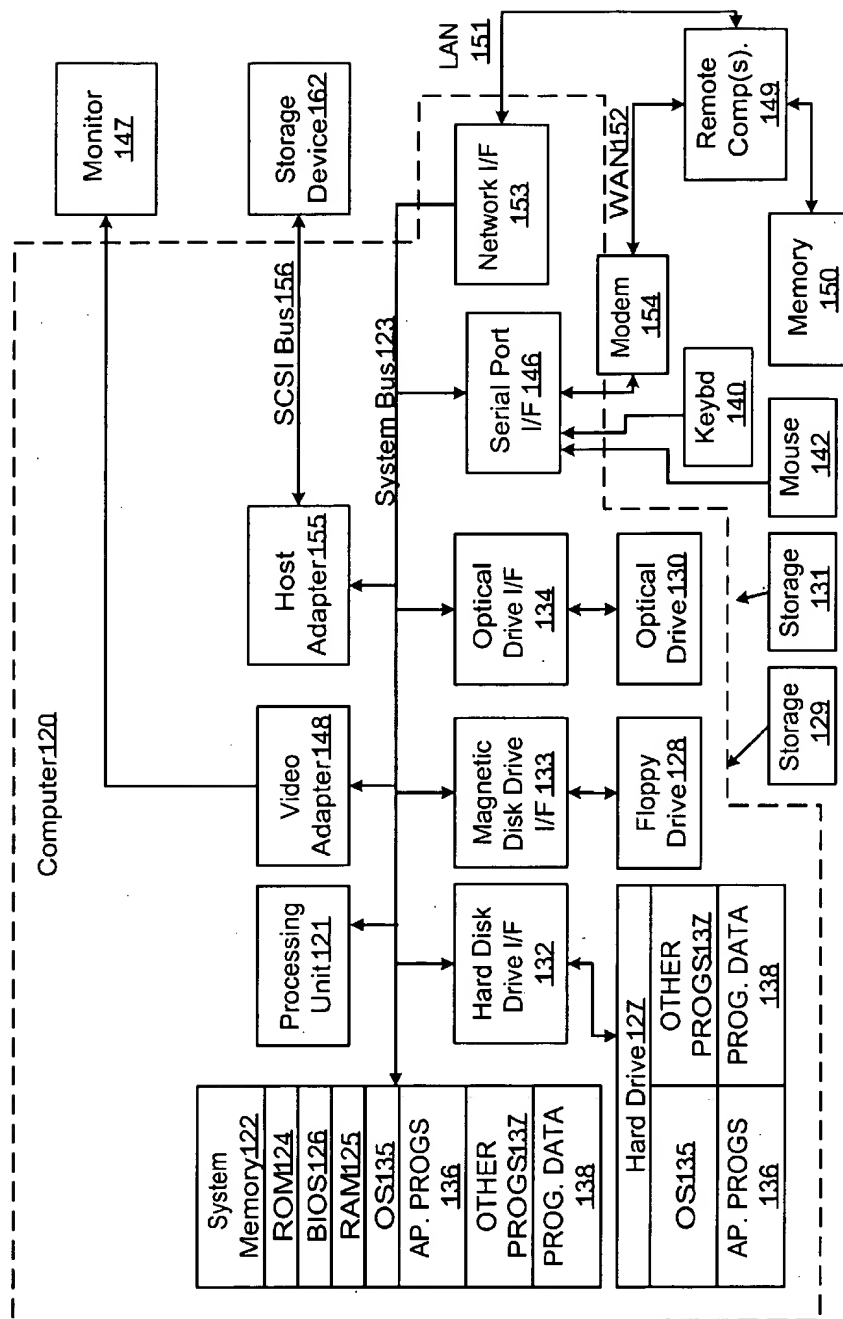 Computer120
Monitor
147
Storage
Device162
SCSI Bus156
LAN
151
System
Memory122
ROM124
BIOS126
RAM125
OS135
AP. PROGS
136
OTHER
PROGS137
PROG. DATA
138
Processing
Unit121
Video
Adapter148
Host
Adapter155
System Bus123
Hard Disk
Drive I/F
132
Magnetic
Disk Drive
I/F 133
Optical
Drive I/F
134
Serial Port
I/F 146
Network I/F
153
Hard Drive127
OS135
OTHER
PROGS137
AP. PROGS
136
PROG. DATA
138
Floppy
Drive128
Optical
Drive130
Modem
154
WAN152
Remote
Comp(s).
149
Storage
129
Storage
131
Mouse
142
Keybd
140
Memory
150